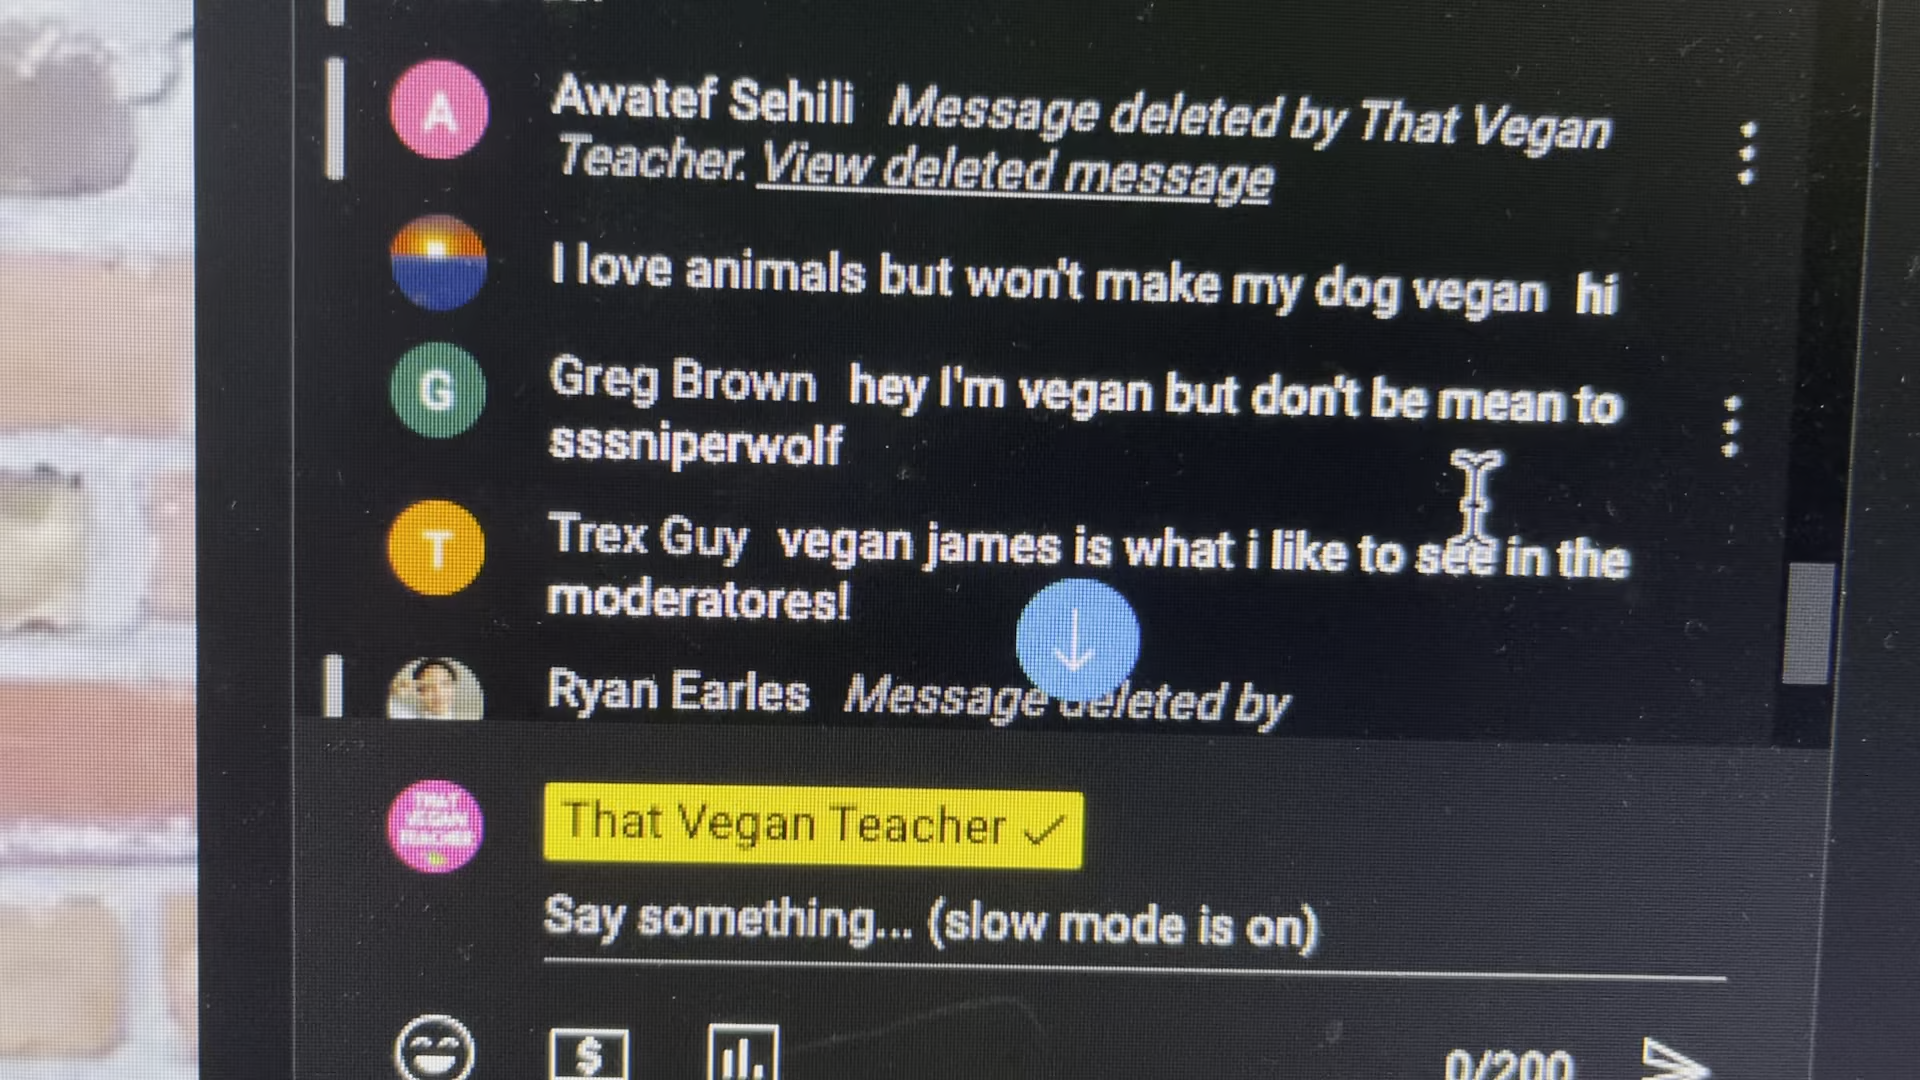 A
Awatef Sehili Message deleted by That Vegan
Teacher. View deleted message
I love animals but won't make my dog vegan hi
G
Greg Brown hey I'm vegan but don't be mean to
sssniperwolf
T
Trex Guy vegan james is what i like to see in the
moderatores!
Ryan Earles Message deleted by
THAT VEGAN TEACHER
That Vegan Teacher
Say something... (slow mode is on)
$
0/200